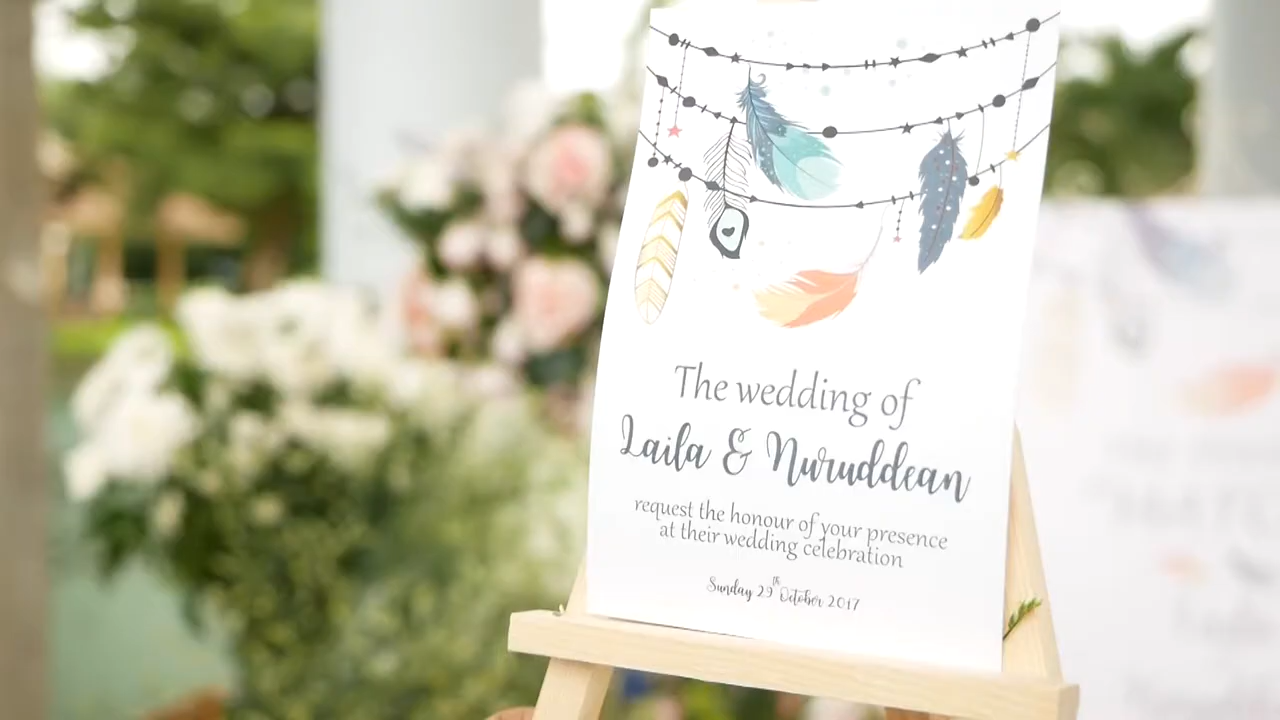 The wedding of
Laila & Nuruddean
request the honour of your presence
at their wedding celebration
Sunday 29th October 2017